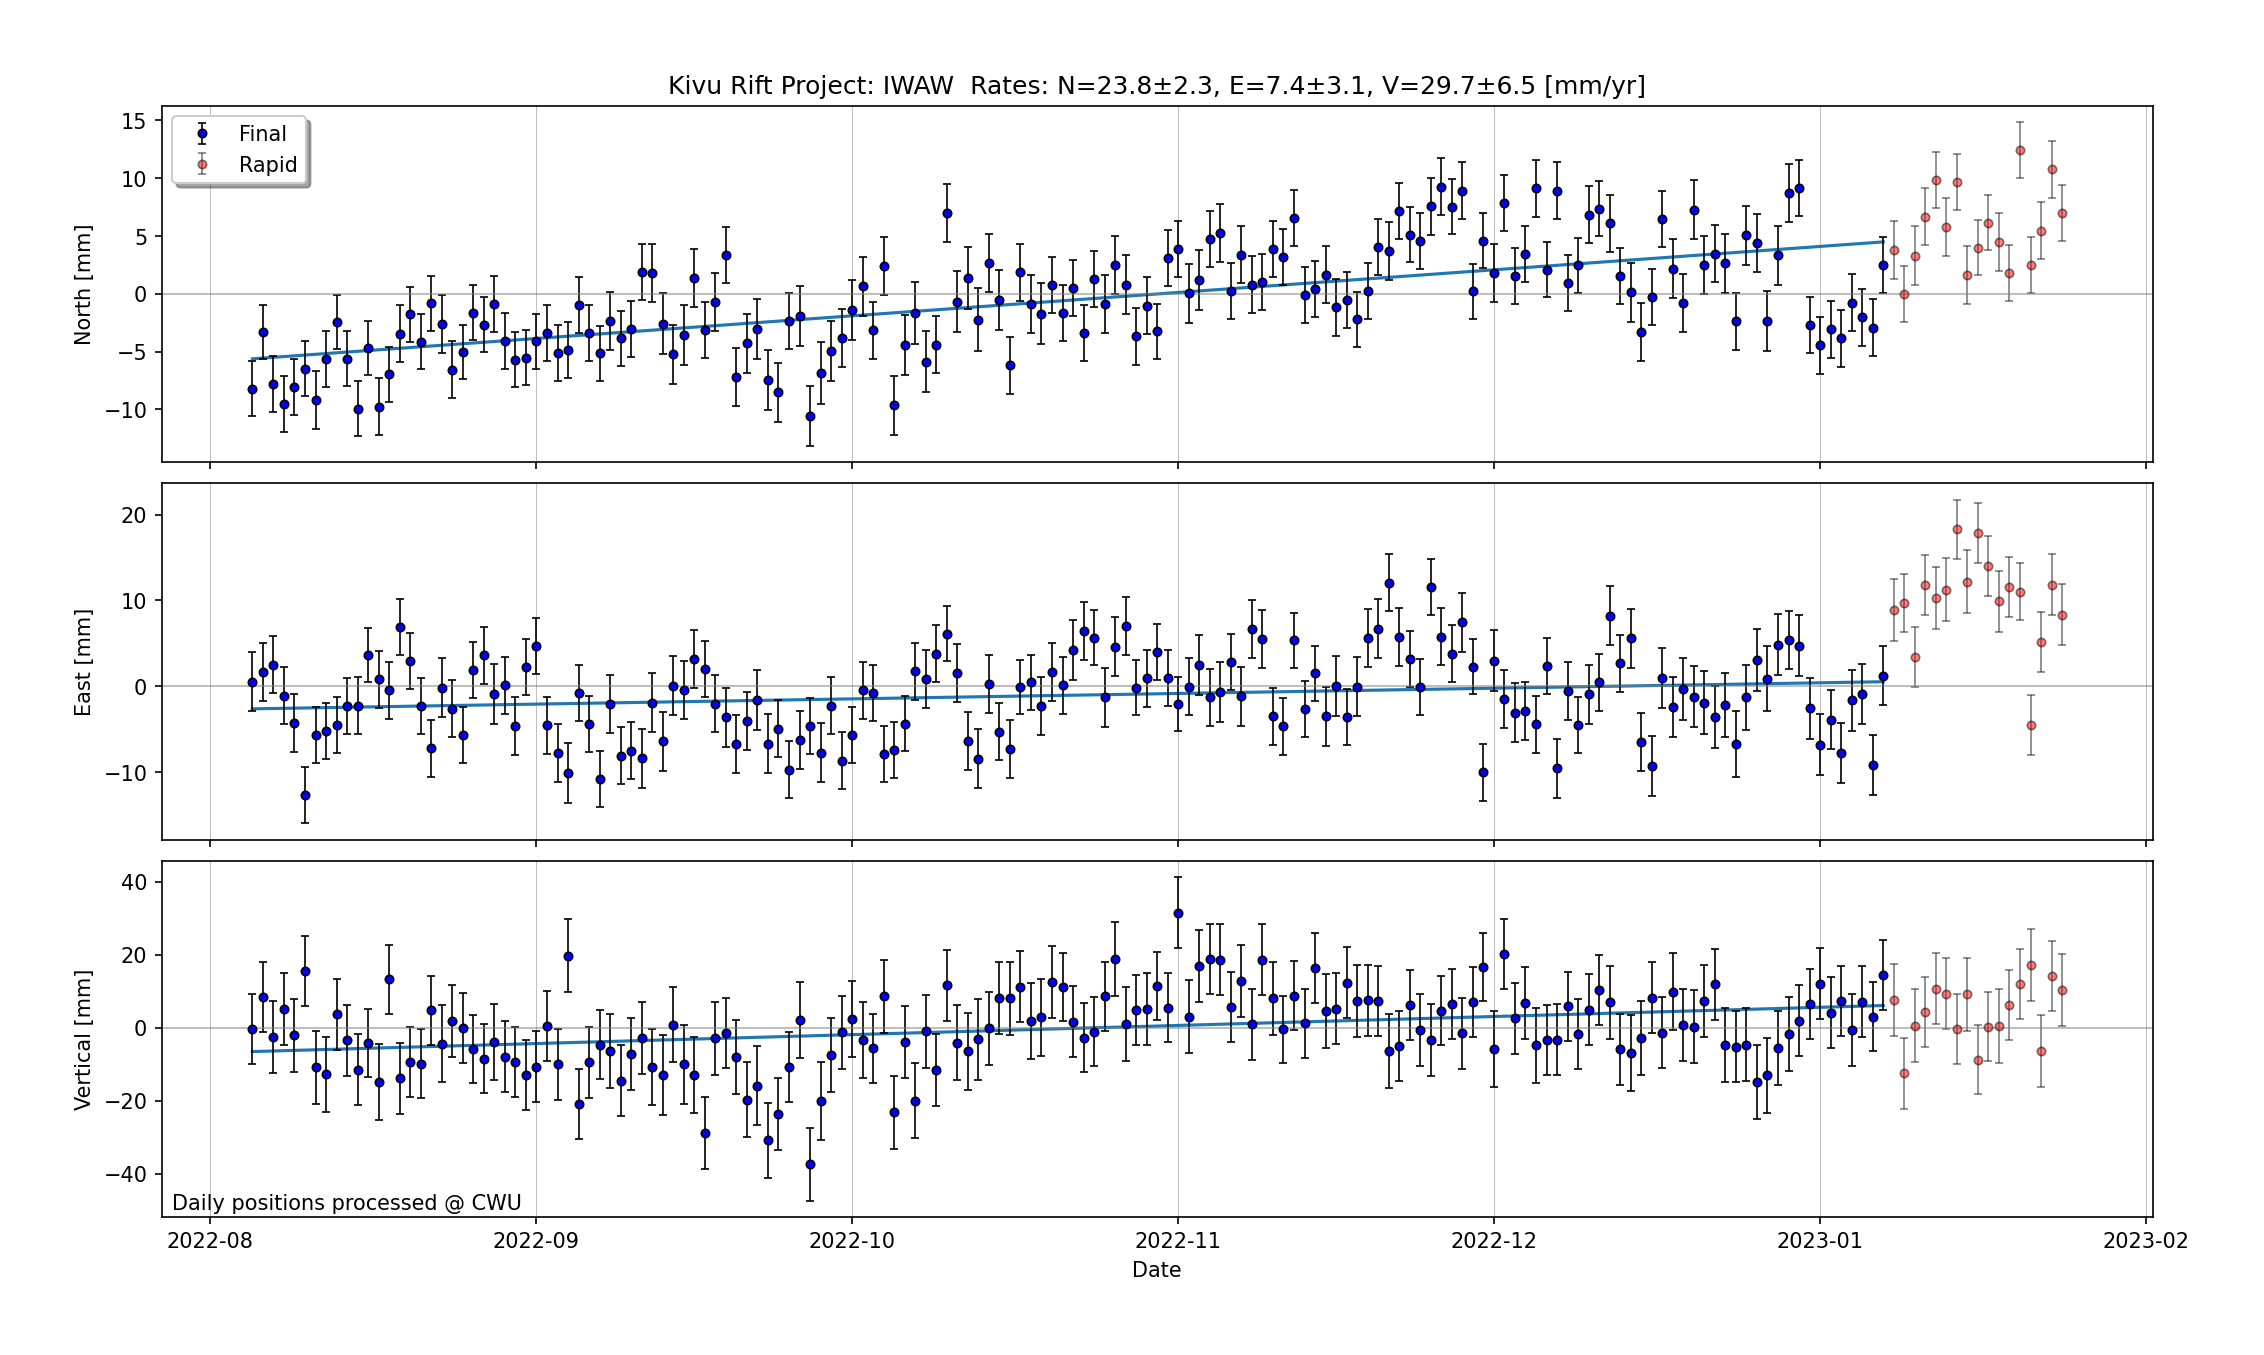 Kivu Rift Project: IWAW  Rates: N=23.8±2.3, E=7.4±3.1, V=29.7±6.5 [mm/yr]
Final
Rapid
North [mm]
15
10
5
0
−5
−10
East [mm]
20
10
0
−10
Vertical [mm]
40
20
0
−20
−40
Daily positions processed @ CWU
2022-08 2022-09 2022-10 2022-11 2022-12 2023-01 2023-02
Date